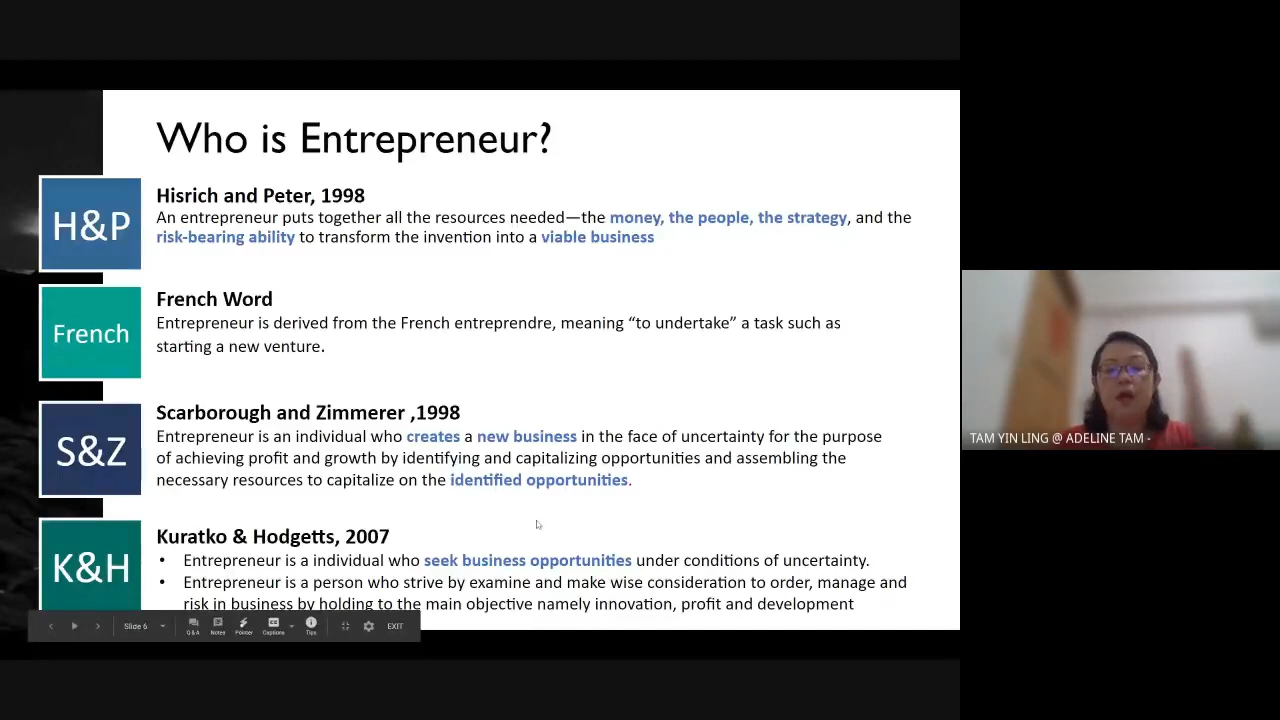 Who is Entrepreneur?
H&P
Hisrich and Peter, 1998
An entrepreneur puts together all the resources needed—the money, the people, the strategy, and the
risk-bearing ability to transform the invention into a viable business
French
French Word
Entrepreneur is derived from the French entreprendre, meaning “to undertake” a task such as
starting a new venture.
S&Z
Scarborough and Zimmerer ,1998
Entrepreneur is an individual who creates a new business in the face of uncertainty for the purpose
of achieving profit and growth by identifying and capitalizing opportunities and assembling the
necessary resources to capitalize on the identified opportunities.
K&H
Kuratko & Hodgetts, 2007
• Entrepreneur is a individual who seek business opportunities under conditions of uncertainty.
• Entrepreneur is a person who strive by examine and make wise consideration to order, manage and
risk in business by holding to the main objective namely innovation, profit and development
Slide 6
Q & A
Notes
Pointer
Captions
Tips
EXIT
TAM YIN LING @ ADELINE TAM -